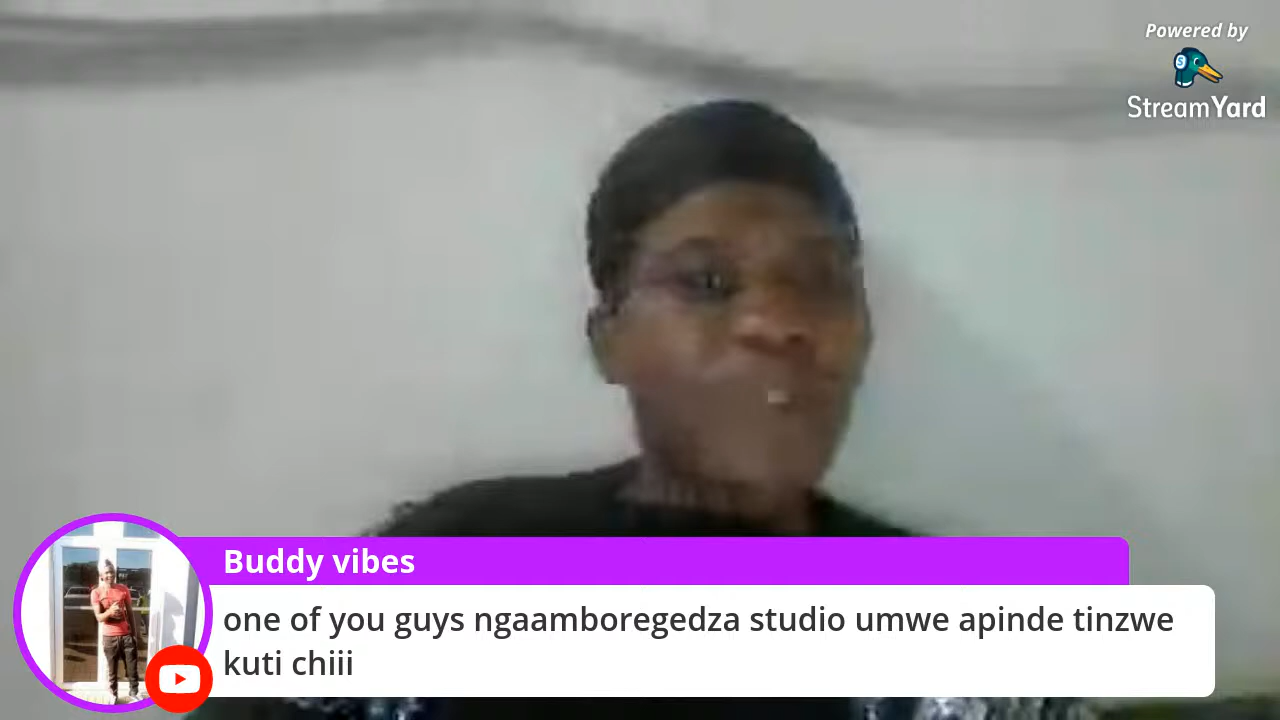 Powered by
StreamYard
Buddy vibes
one of you guys ngaamboregedza studio umwe apinde tinzwe
kuti chiii